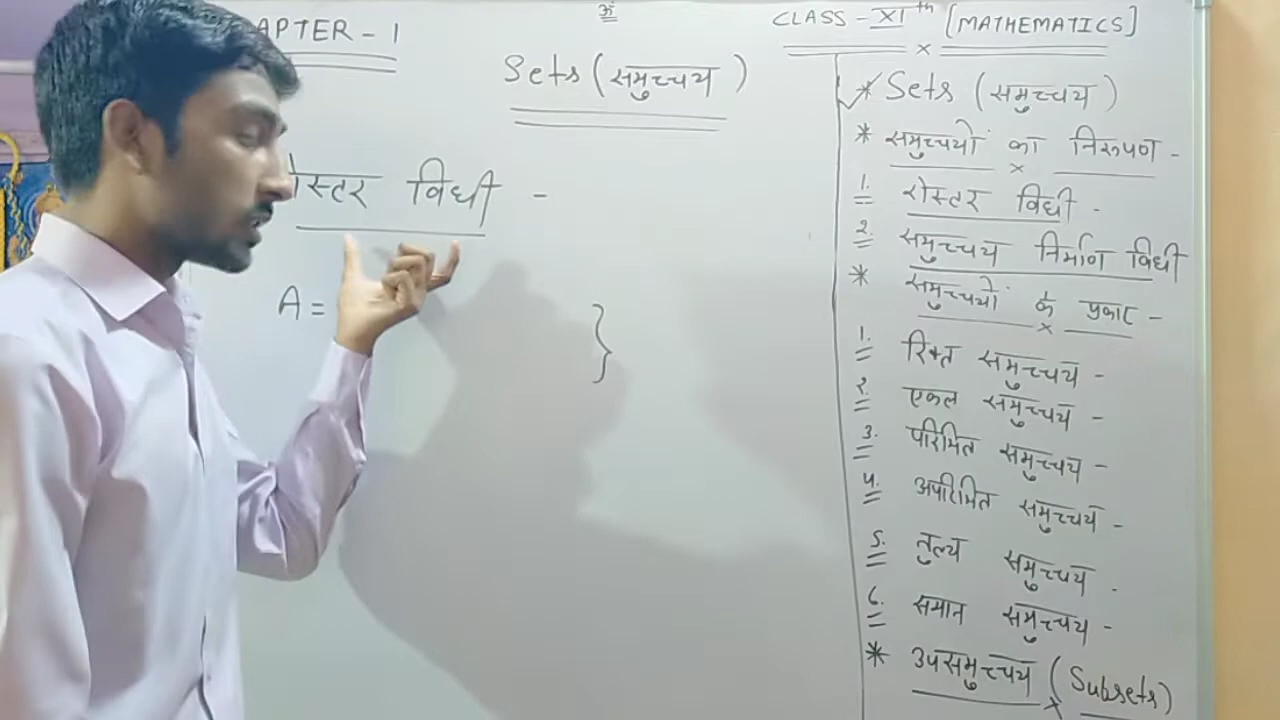 APTER - 1
ॐ
CLASS - XIth [MATHEMATICS]
Sets (समुच्चय)
रोस्टर विधी -
A = }
* Sets (समुच्चय)
* समुच्चयों का निरूपण -
1. रोस्टर विधी -
2. समुच्चय निर्माण विधी
* समुच्चयों के प्रकार -
1. रिक्त समुच्चय -
2. एकल समुच्चय -
3. परिमित समुच्चय -
4. अपरिमित समुच्चय -
5. तुल्य समुच्चय -
6. समान समुच्चय -
* उपसमुच्चय (Subsets)